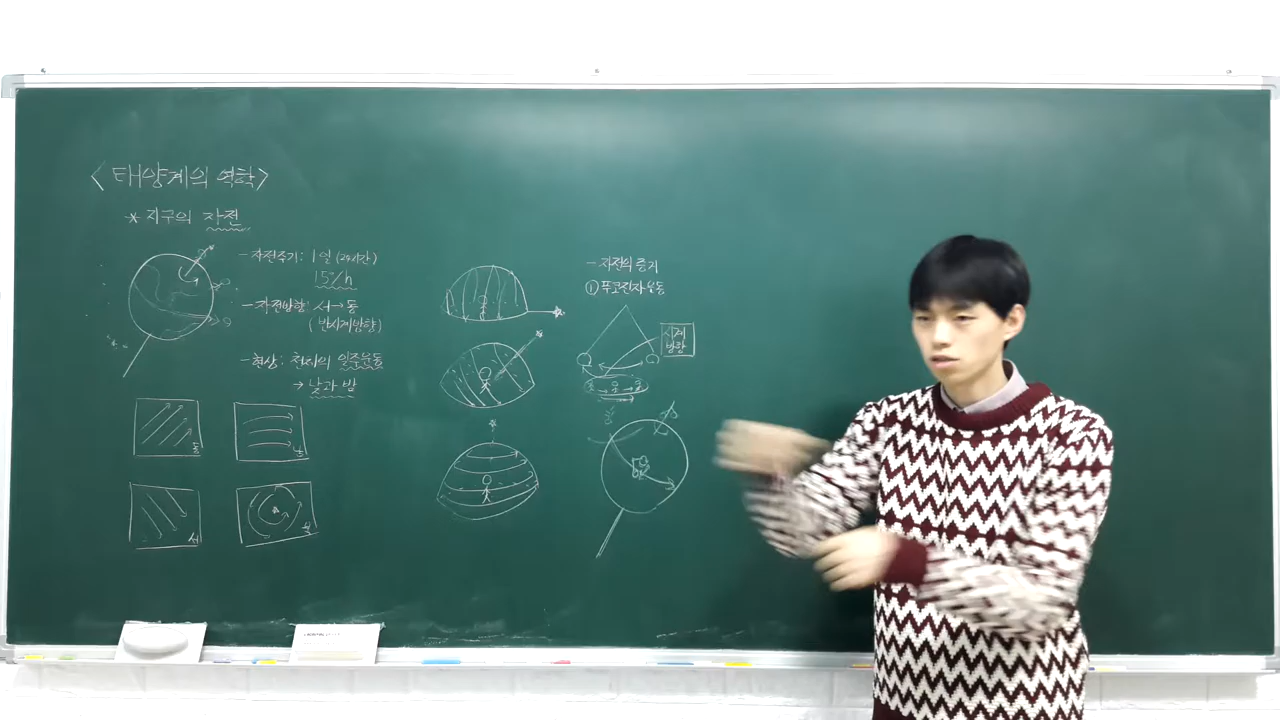 <태양계의 역학>
* 지구의 자전
- 자전주기: 1일 (24시간)
15°/h
- 자전방향: 서→동
(반시계방향)
- 현상: 천체의 일주운동
→ 낮과 밤
동
남
서
북
- 자전의 증거
① 푸코진자 운동
시계
방향